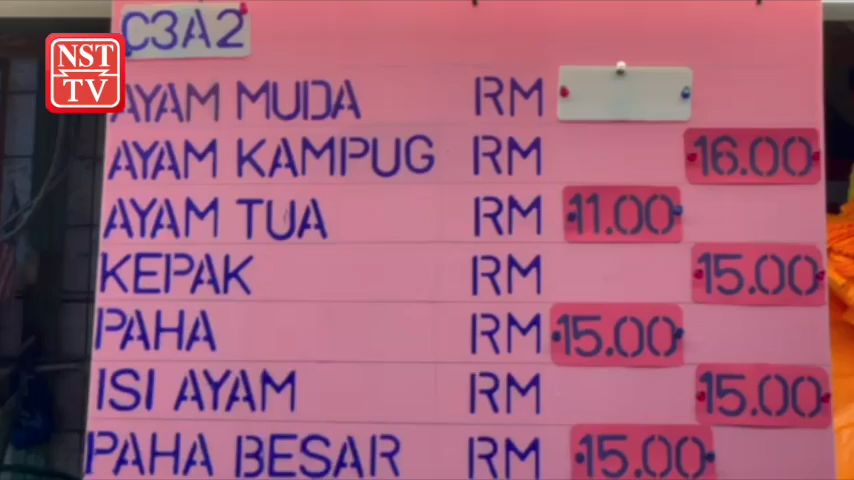 C3A2
NST
TV
AYAM MUDA RM
AYAM KAMPUG RM 16.00
AYAM TUA RM 11.00
KEPAK RM 15.00
PAHA RM 15.00
ISI AYAM RM 15.00
PAHA BESAR RM 15.00